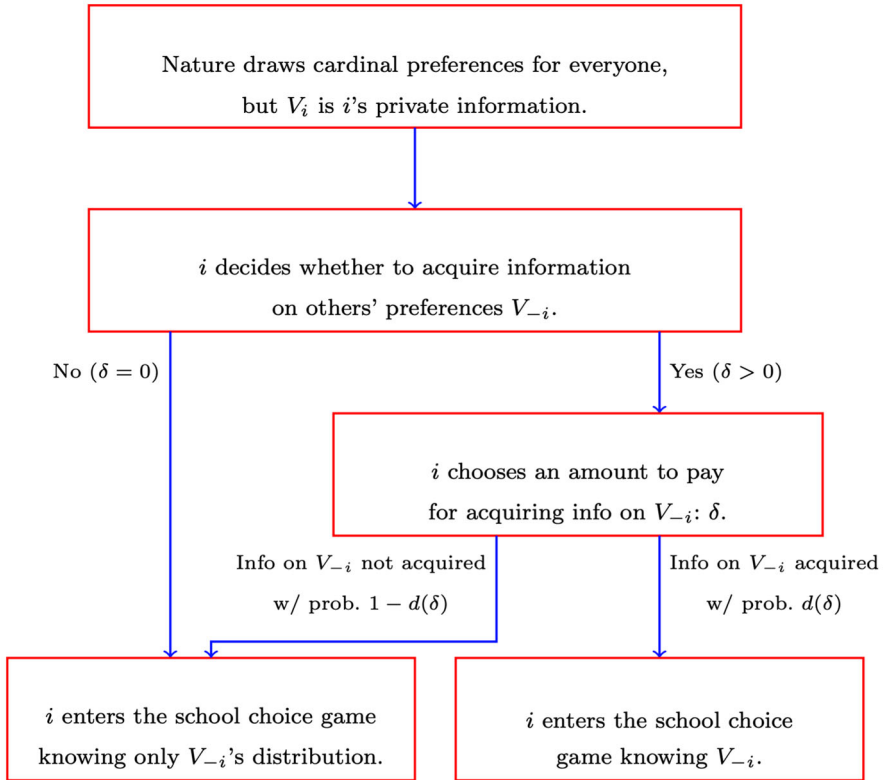 Nature draws cardinal preferences for everyone,
but V_i is i's private information.
i decides whether to acquire information
on others' preferences V_{−i}.
No (δ = 0)
Yes (δ > 0)
i chooses an amount to pay
for acquiring info on V_{−i}: δ.
Info on V_{−i} not acquired
w/ prob. 1 − d(δ)
Info on V_{−i} acquired
w/ prob. d(δ)
i enters the school choice game
knowing only V_{−i}'s distribution.
i enters the school choice
game knowing V_{−i}.